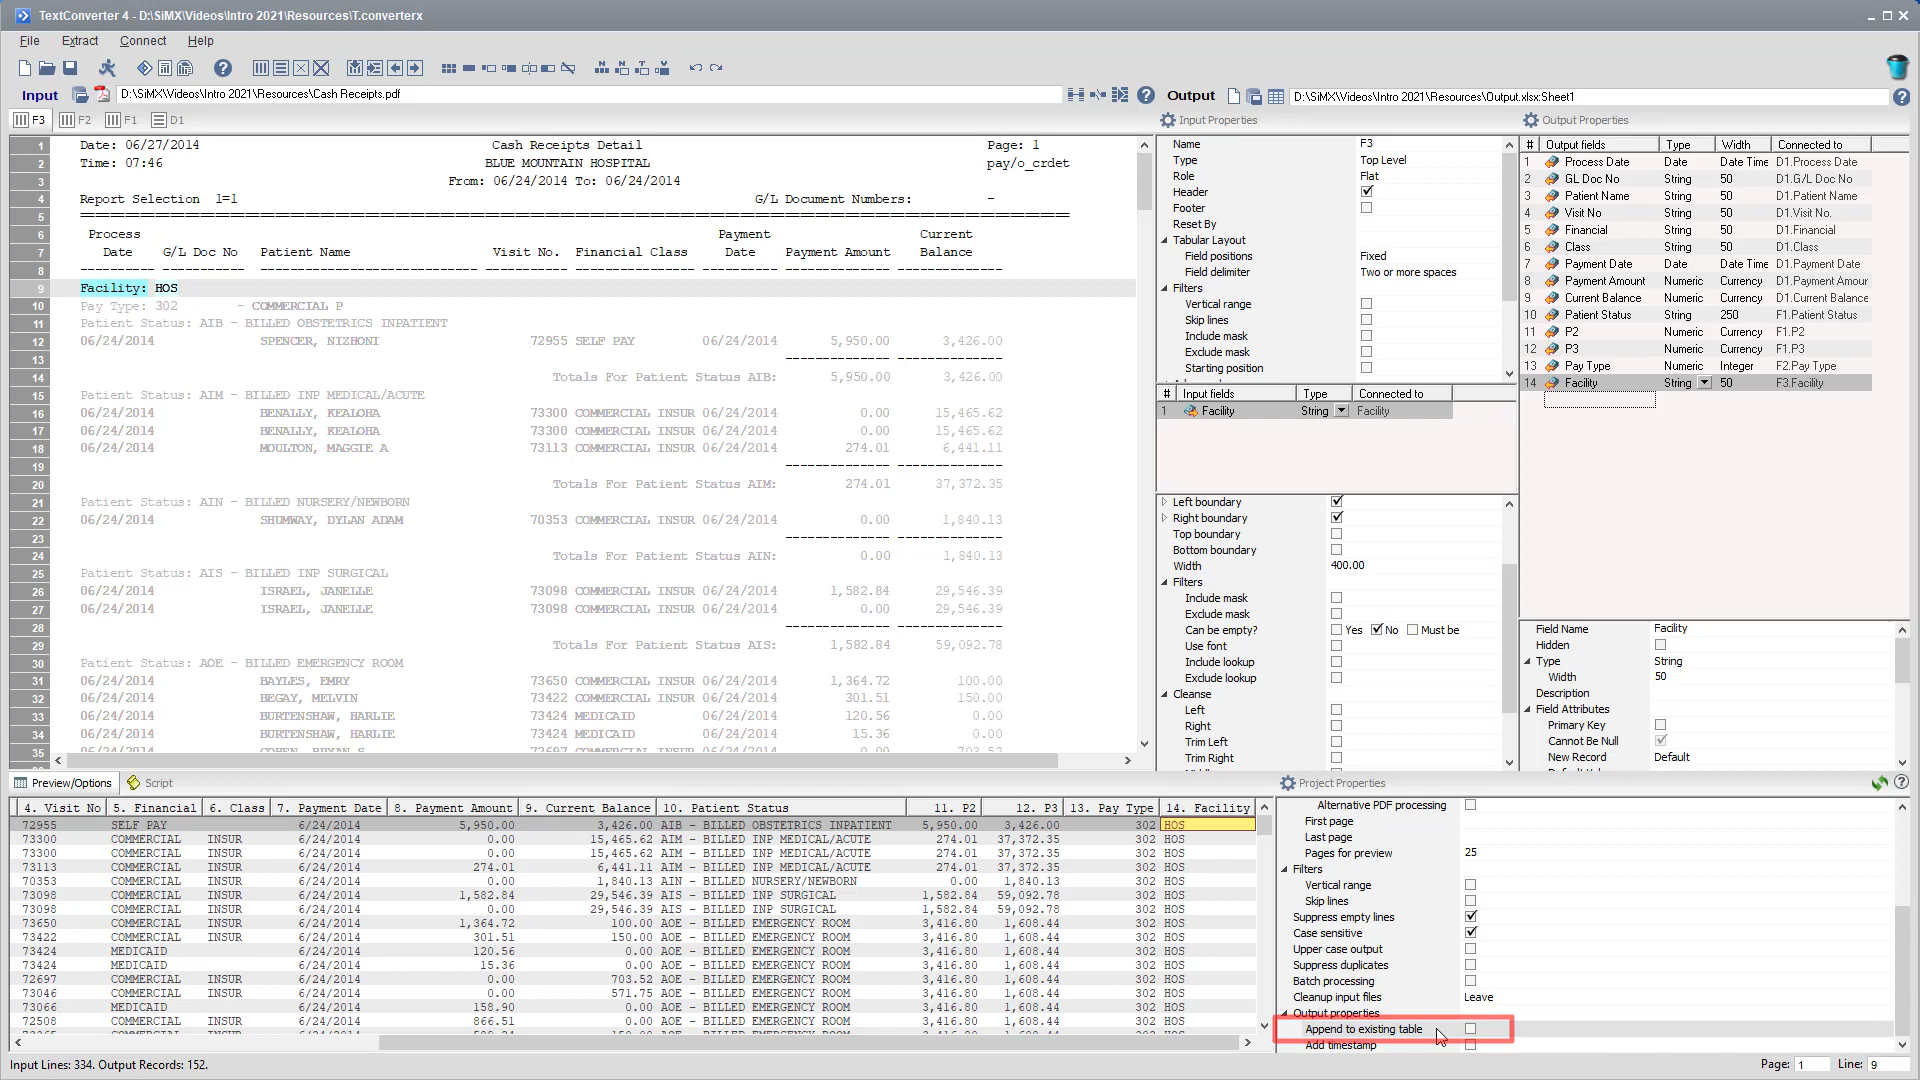 TextConverter 4 - D:\SiMX\Videos\Intro 2021\Resources\T.converterx
File Extract Connect Help
Input D:\SiMX\Videos\Intro 2021\Resources\Cash Receipts.pdf
Output D:\SiMX\Videos\Intro 2021\Resources\Output.xlsx:Sheet1
F3 F2 F1 D1
1 Date: 06/27/2014 Cash Receipts Detail Page: 1
2 Time: 07:46 BLUE MOUNTAIN HOSPITAL pay/o_crdet
3 From: 06/24/2014 To: 06/24/2014
4 Report Selection l=1 G/L Document Numbers: -
5 ====================
6 Process Payment Current
7 Date G/L Doc No Patient Name Visit No. Financial Class Date Payment Amount Balance
8
9 Facility: HOS
10 Pay Type: 302 - COMMERCIAL P
11 Patient Status: AIB - BILLED OBSTETRICS INPATIENT
12 06/24/2014 SPENCER, NIZHONI 72955 SELF PAY 06/24/2014 5,950.00 3,426.00
13
14 Totals For Patient Status AIB: 5,950.00 3,426.00
15 Patient Status: AIM - BILLED INP MEDICAL/ACUTE
16 06/24/2014 BENALLY, KEALOHA 73300 COMMERCIAL INSUR 06/24/2014 0.00 15,465.62
17 06/24/2014 BENALLY, KEALOHA 73300 COMMERCIAL INSUR 06/24/2014 0.00 15,465.62
18 06/24/2014 MOULTON, MAGGIE A 73113 COMMERCIAL INSUR 06/24/2014 274.01 6,441.11
19
20 Totals For Patient Status AIM: 274.01 37,372.35
21 Patient Status: AIN - BILLED NURSERY/NEWBORN
22 06/24/2014 SHUMWAY, DYLAN ADAM 70353 COMMERCIAL INSUR 06/24/2014 0.00 1,840.13
23
24 Totals For Patient Status AIN: 0.00 1,840.13
25 Patient Status: AIS - BILLED INP SURGICAL
26 06/24/2014 ISRAEL, JANELLE 73098 COMMERCIAL INSUR 06/24/2014 1,582.84 29,546.39
27 06/24/2014 ISRAEL, JANELLE 73098 COMMERCIAL INSUR 06/24/2014 0.00 29,546.39
28
29 Totals For Patient Status AIS: 1,582.84 59,092.78
30 Patient Status: AOE - BILLED EMERGENCY ROOM
31 06/24/2014 BAYLES, EMRY 73650 COMMERCIAL INSUR 06/24/2014 1,364.72 100.00
32 06/24/2014 BEGAY, MELVIN 73422 COMMERCIAL INSUR 06/24/2014 301.51 150.00
33 06/24/2014 BURTENSHAW, HARLIE 73424 MEDICAID 06/24/2014 120.56 0.00
34 06/24/2014 BURTENSHAW, HARLIE 73424 MEDICAID 06/24/2014 15.36 0.00
35
Input Properties
Name F3
Type Top Level
Role Flat
Header
Footer
Reset By
Tabular Layout
Field positions Fixed
Field delimiter Two or more spaces
Filters
Vertical range
Skip lines
Include mask
Exclude mask
Starting position
# Input fields Type Connected to
1 Facility String Facility
Left boundary
Right boundary
Top boundary
Bottom boundary
Width 400.00
Filters
Include mask
Exclude mask
Can be empty? Yes No Must be
Use font
Include lookup
Exclude lookup
Cleanse
Left
Right
Trim Left
Trim Right
Output Properties
# Output fields Type Width Connected to
1 Process Date Date Date Time D1.Process Date
2 GL Doc No String 50 D1.G/L Doc No
3 Patient Name String 50 D1.Patient Name
4 Visit No String 50 D1.Visit No.
5 Financial String 50 D1.Financial
6 Class String 50 D1.Class
7 Payment Date Date Date Time D1.Payment Date
8 Payment Amount Numeric Currency D1.Payment Amour
9 Current Balance Numeric Currency D1.Current Balance
10 Patient Status String 250 F1.Patient Status
11 P2 Numeric Currency F1.P2
12 P3 Numeric Currency F1.P3
13 Pay Type Numeric Integer F2.Pay Type
14 Facility String 50 F3.Facility
Field Name Facility
Hidden
Type String
Width 50
Description
Field Attributes
Primary Key
Cannot Be Null
New Record Default
Preview/Options Script
4. Visit No 5. Financial 6. Class 7. Payment Date 8. Payment Amount 9. Current Balance 10. Patient Status 11. P2 12. P3 13. Pay Type 14. Facility
72955 SELF PAY 6/24/2014 5,950.00 3,426.00 AIB - BILLED OBSTETRICS INPATIENT 5,950.00 3,426.00 302 HOS
73300 COMMERCIAL INSUR 6/24/2014 0.00 15,465.62 AIM - BILLED INP MEDICAL/ACUTE 274.01 37,372.35 302 HOS
73300 COMMERCIAL INSUR 6/24/2014 0.00 15,465.62 AIM - BILLED INP MEDICAL/ACUTE 274.01 37,372.35 302 HOS
73113 COMMERCIAL INSUR 6/24/2014 274.01 6,441.11 AIM - BILLED INP MEDICAL/ACUTE 274.01 37,372.35 302 HOS
70353 COMMERCIAL INSUR 6/24/2014 0.00 1,840.13 AIN - BILLED NURSERY/NEWBORN 0.00 1,840.13 302 HOS
73098 COMMERCIAL INSUR 6/24/2014 1,582.84 29,546.39 AIS - BILLED INP SURGICAL 1,582.84 59,092.78 302 HOS
73098 COMMERCIAL INSUR 6/24/2014 0.00 29,546.39 AIS - BILLED INP SURGICAL 1,582.84 59,092.78 302 HOS
73650 COMMERCIAL INSUR 6/24/2014 1,364.72 100.00 AOE - BILLED EMERGENCY ROOM 3,416.80 1,608.44 302 HOS
73422 COMMERCIAL INSUR 6/24/2014 301.51 150.00 AOE - BILLED EMERGENCY ROOM 3,416.80 1,608.44 302 HOS
73424 MEDICAID 6/24/2014 120.56 0.00 AOE - BILLED EMERGENCY ROOM 3,416.80 1,608.44 302 HOS
73424 MEDICAID 6/24/2014 15.36 0.00 AOE - BILLED EMERGENCY ROOM 3,416.80 1,608.44 302 HOS
72697 COMMERCIAL INSUR 6/24/2014 0.00 703.52 AOE - BILLED EMERGENCY ROOM 3,416.80 1,608.44 302 HOS
73046 COMMERCIAL INSUR 6/24/2014 0.00 571.75 AOE - BILLED EMERGENCY ROOM 3,416.80 1,608.44 302 HOS
73066 MEDICAID 6/24/2014 158.90 0.00 AOE - BILLED EMERGENCY ROOM 3,416.80 1,608.44 302 HOS
72508 COMMERCIAL INSUR 6/24/2014 866.51 0.00 AOE - BILLED EMERGENCY ROOM 3,416.80 1,608.44 302 HOS
Project Properties
Alternative PDF processing
First page
Last page
Pages for preview 25
Filters
Vertical range
Skip lines
Suppress empty lines
Case sensitive
Upper case output
Suppress duplicates
Batch processing
Cleanup input files Leave
Output properties
Append to existing table
Add timestamp
Input Lines: 334. Output Records: 152.
Page: 1 Line: 9